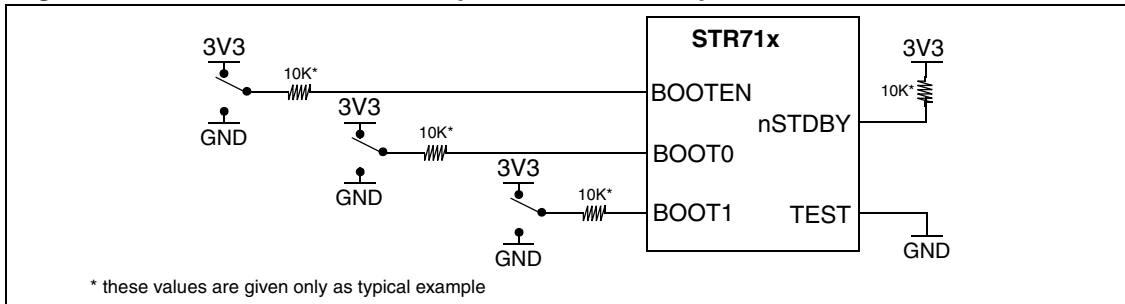 STR71x
3V3
3V3
10K*
10K*
BOOTEN
3V3
nSTDBY
10K*
GND
BOOT0
3V3
10K*
GND
BOOT1
TEST
GND
GND
* these values are given only as typical example